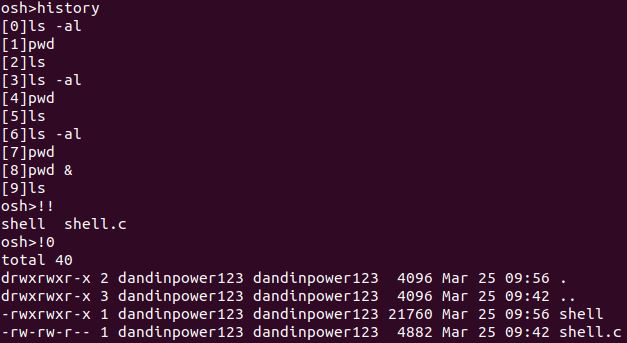 osh>history
[0]ls -al
[1]pwd
[2]ls
[3]ls -al
[4]pwd
[5]ls
[6]ls -al
[7]pwd
[8]pwd &
[9]ls
osh>!!
shell  shell.c
osh>!0
total 40
drwxrwxr-x 2 dandinpower123 dandinpower123  4096 Mar 25 09:56 .
drwxrwxr-x 3 dandinpower123 dandinpower123  4096 Mar 25 09:42 ..
-rwxrwxr-x 1 dandinpower123 dandinpower123 21760 Mar 25 09:56 shell
-rw-rw-r-- 1 dandinpower123 dandinpower123  4882 Mar 25 09:42 shell.c